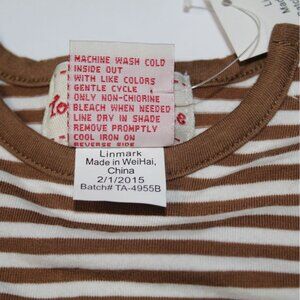 MACHINE WASH COLD
INSIDE OUT
WITH LIKE COLORS
GENTLE CYCLE
ONLY NON-CHLORINE
BLEACH WHEN NEEDED
LINE DRY IN SHADE
REMOVE PROMPTLY
COOL IRON ON
REVERSE SIDE
Linmark
Made in WeiHai,
China
2/1/2015
Batch# TA-4955B